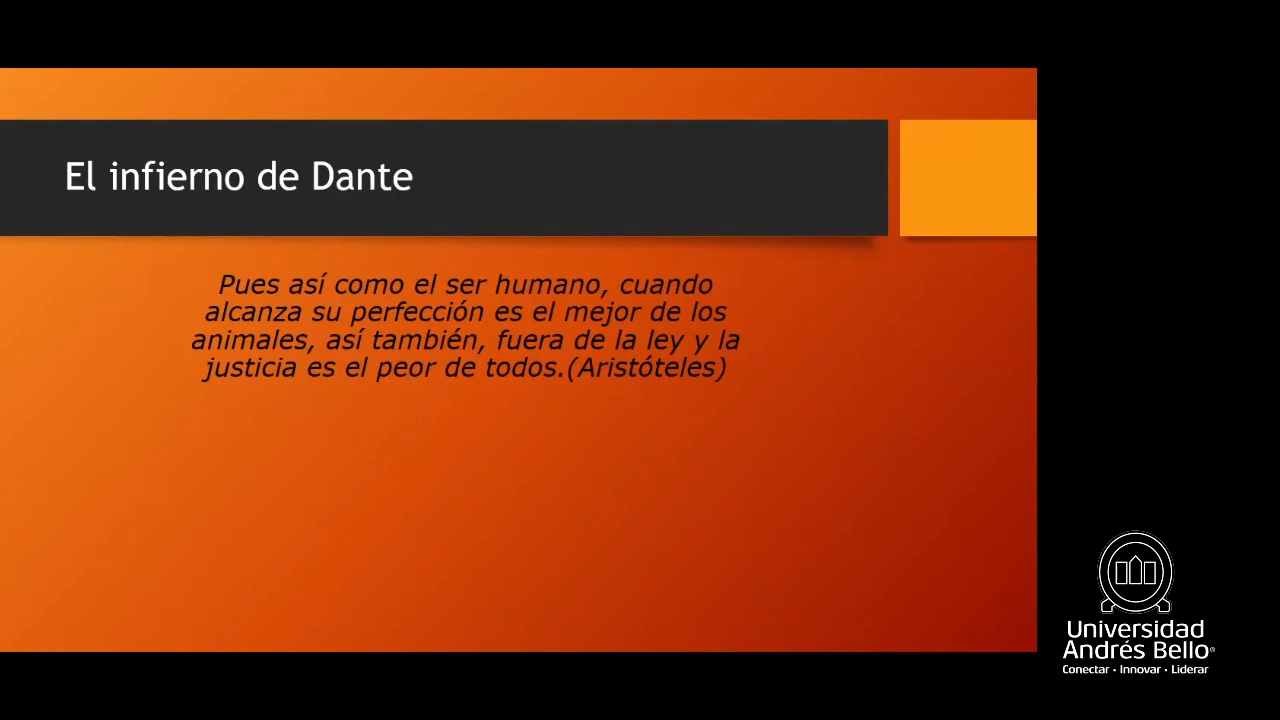 El infierno de Dante
Pues así como el ser humano, cuando
alcanza su perfección es el mejor de los
animales, así también, fuera de la ley y la
justicia es el peor de todos.(Aristóteles)
Universidad
Andrés Bello®
Conectar • Innovar • Liderar